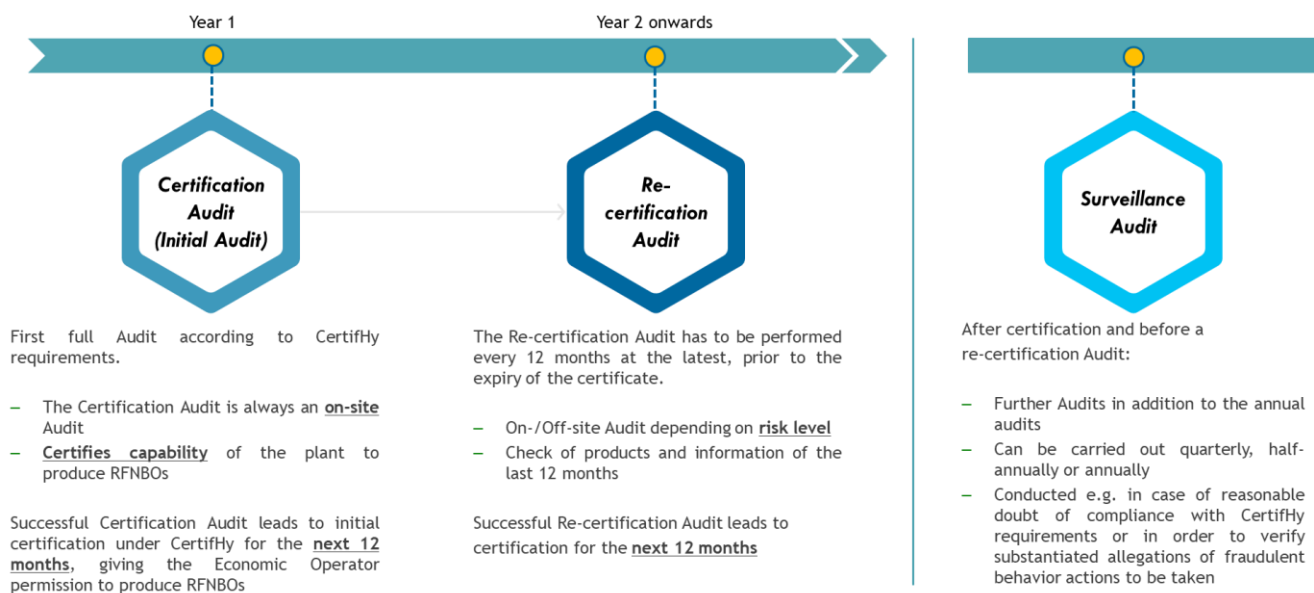 Year 1
Year 2 onwards
Certification
Audit
(Initial Audit)
Re-
certification
Audit
Surveillance
Audit
First full Audit according to CertifHy
requirements.
– The Certification Audit is always an on-site
Audit
– Certifies capability of the plant to
produce RFNBOs
Successful Certification Audit leads to initial
certification under CertifHy for the next 12
months, giving the Economic Operator
permission to produce RFNBOs
The Re-certification Audit has to be performed
every 12 months at the latest, prior to the
expiry of the certificate.
– On-/Off-site Audit depending on risk level
– Check of products and information of the
last 12 months
Successful Re-certification Audit leads to
certification for the next 12 months
After certification and before a
re-certification Audit:
– Further Audits in addition to the annual
audits
– Can be carried out quarterly, half-
annually or annually
– Conducted e.g. in case of reasonable
doubt of compliance with CertifHy
requirements or in order to verify
substantiated allegations of fraudulent
behavior actions to be taken